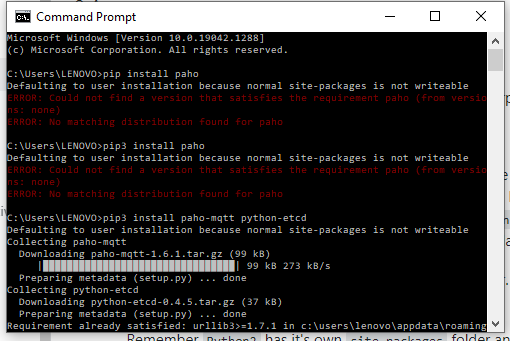 Command Prompt
Microsoft Windows [Version 10.0.19042.1288]
(c) Microsoft Corporation. All rights reserved.
C:\Users\LENOVO>pip install paho
Defaulting to user installation because normal site-packages is not writeable
ERROR: Could not find a version that satisfies the requirement paho (from versio
ns: none)
ERROR: No matching distribution found for paho
C:\Users\LENOVO>pip3 install paho
Defaulting to user installation because normal site-packages is not writeable
ERROR: Could not find a version that satisfies the requirement paho (from versio
ns: none)
ERROR: No matching distribution found for paho
C:\Users\LENOVO>pip3 install paho-mqtt python-etcd
Defaulting to user installation because normal site-packages is not writeable
Collecting paho-mqtt
Downloading paho-mqtt-1.6.1.tar.gz (99 kB)
99 kB 273 kB/s
Preparing metadata (setup.py) ... done
Collecting python-etcd
Downloading python-etcd-0.4.5.tar.gz (37 kB)
Preparing metadata (setup.py) ... done
Requirement already satisfied: urllib3>=1.7.1 in c:\users\lenovo\appdata\roaming
Remember Python2 has it's own site-packages folder an